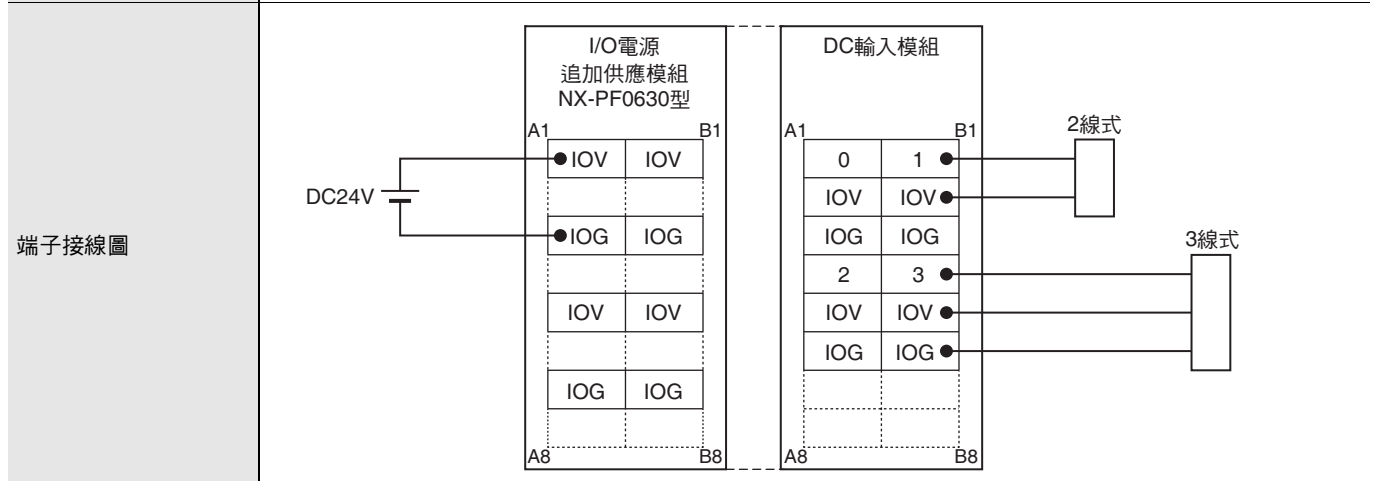 端子接線圖
I/O電源
追加供應模組
NX-PF0630型
A1 B1
IOV IOV
IOG IOG
IOV IOV
IOG IOG
A8 B8
DC24V
DC輸入模組
A1 B1
0 1
IOV IOV
IOG IOG
2 3
IOV IOV
IOG IOG
A8 B8
2線式
3線式